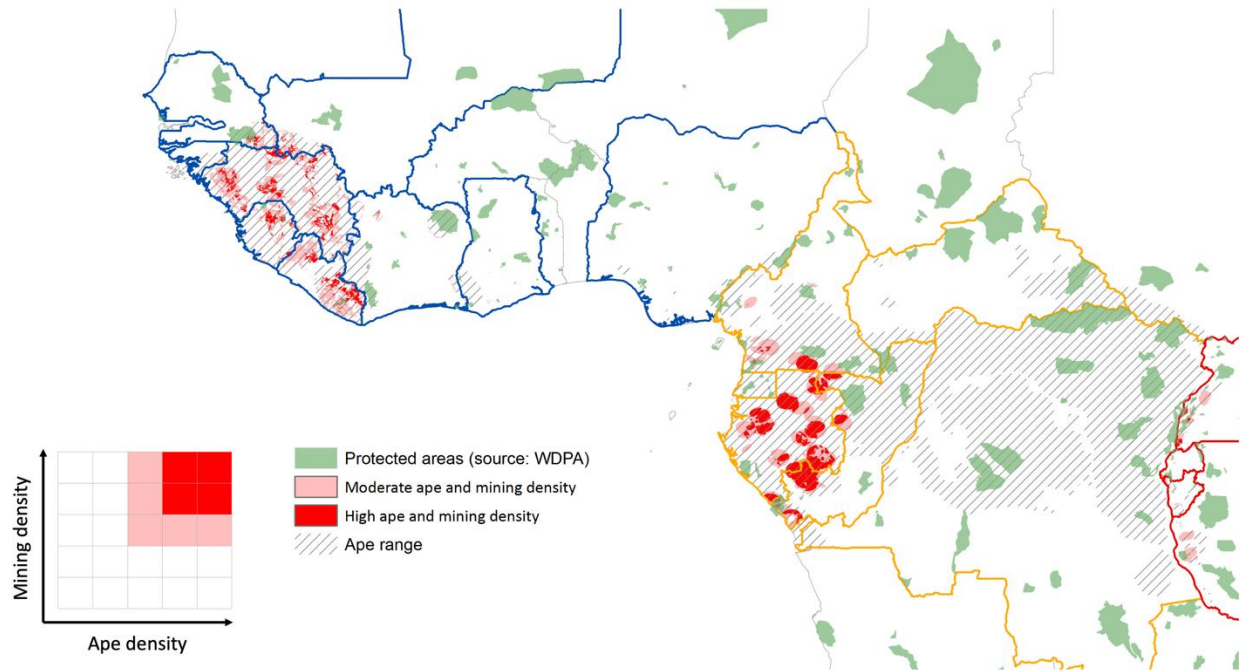 Mining density
Ape density
Protected areas (source: WDPA)
Moderate ape and mining density
High ape and mining density
Ape range